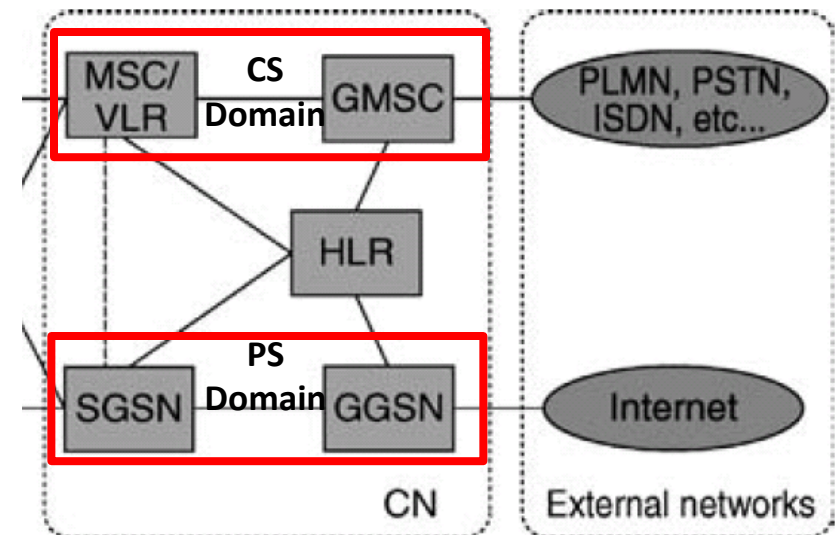 MSC/
VLR
CS
Domain
GMSC
PLMN, PSTN,
ISDN, etc...
HLR
PS
Domain
SGSN
GGSN
Internet
CN
External networks